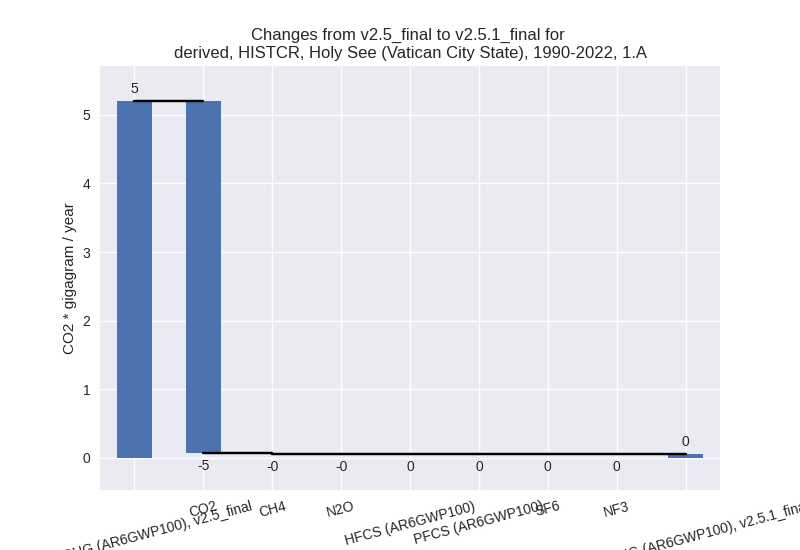 Changes from v2.5_final to v2.5.1_final for
derived, HISTCR, Holy See (Vatican City State), 1990-2022, 1.A
CO2 * gigagram / year
5
4
3
2
1
0
5
-5
-0
-0
0
0
0
0
0
(AR6GWP100), v2.5_final
CO2
CH4
N2O
HFCS (AR6GWP100)
PFCS (AR6GWP100)
SF6
NF3
(AR6GWP100), v2.5.1_fina